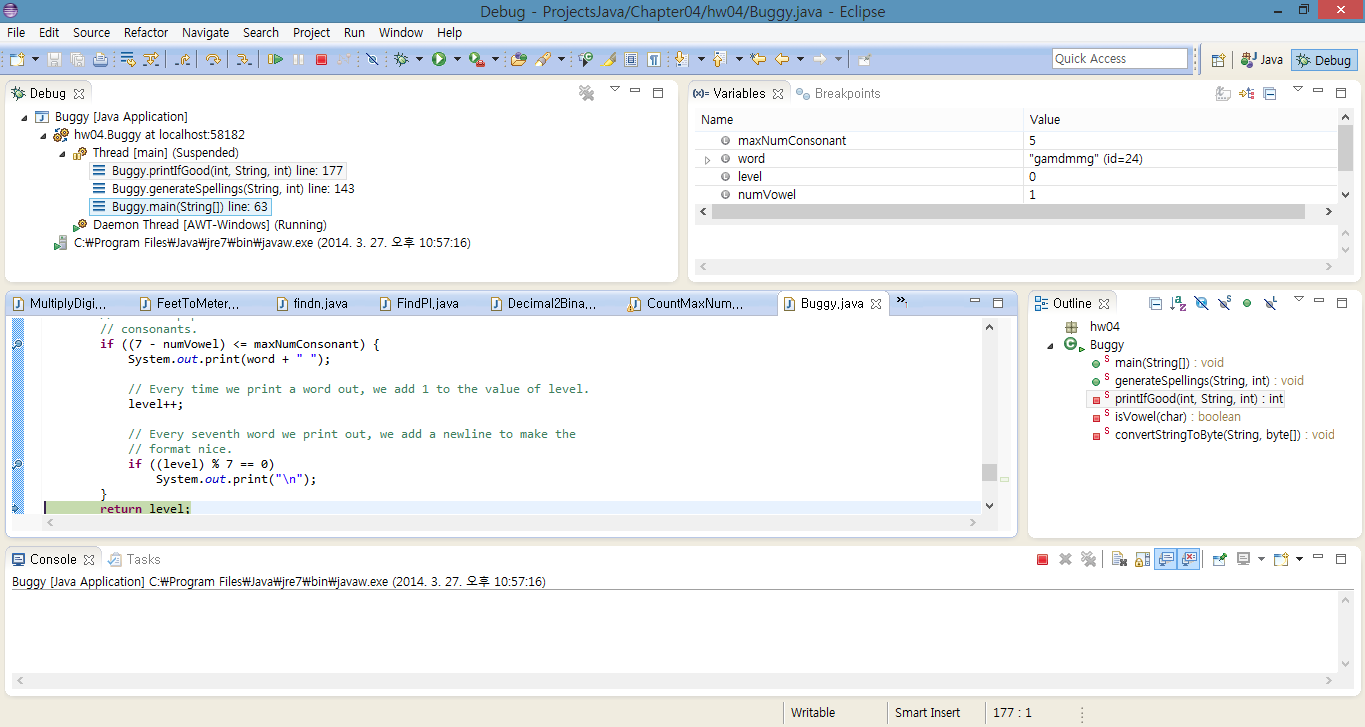 Debug - ProjectsJava/Chapter04/hw04/Buggy.java - Eclipse
File Edit Source Refactor Navigate Search Project Run Window Help
Quick Access Java Debug
Debug
Buggy [Java Application]
hw04.Buggy at localhost:58182
Thread [main] (Suspended)
Buggy.printIfGood(int, String, int) line: 177
Buggy.generateSpellings(String, int) line: 143
Buggy.main(String[]) line: 63
Daemon Thread [AWT-Windows] (Running)
C:₩Program Files₩Java₩jre7₩bin₩javaw.exe (2014. 3. 27. 오후 10:57:16)
(x)= Variables Breakpoints
Name Value
maxNumConsonant 5
word "gamdmmg" (id=24)
level 0
numVowel 1
MultiplyDigi... FeetToMeter... findn.java FindPI.java Decimal2Bina... CountMaxNum... Buggy.java
// consonants.
if ((7 - numVowel) <= maxNumConsonant) {
System.out.print(word + " ");
// Every time we print a word out, we add 1 to the value of level.
level++;
// Every seventh word we print out, we add a newline to make the
// format nice.
if ((level) % 7 == 0)
System.out.print("\n");
}
return level;
Outline
hw04
Buggy
main(String[]) : void
generateSpellings(String, int) : void
printIfGood(int, String, int) : int
isVowel(char) : boolean
convertStringToByte(String, byte[]) : void
Console Tasks
Buggy [Java Application] C:₩Program Files₩Java₩jre7₩bin₩javaw.exe (2014. 3. 27. 오후 10:57:16)
Writable Smart Insert 177 : 1